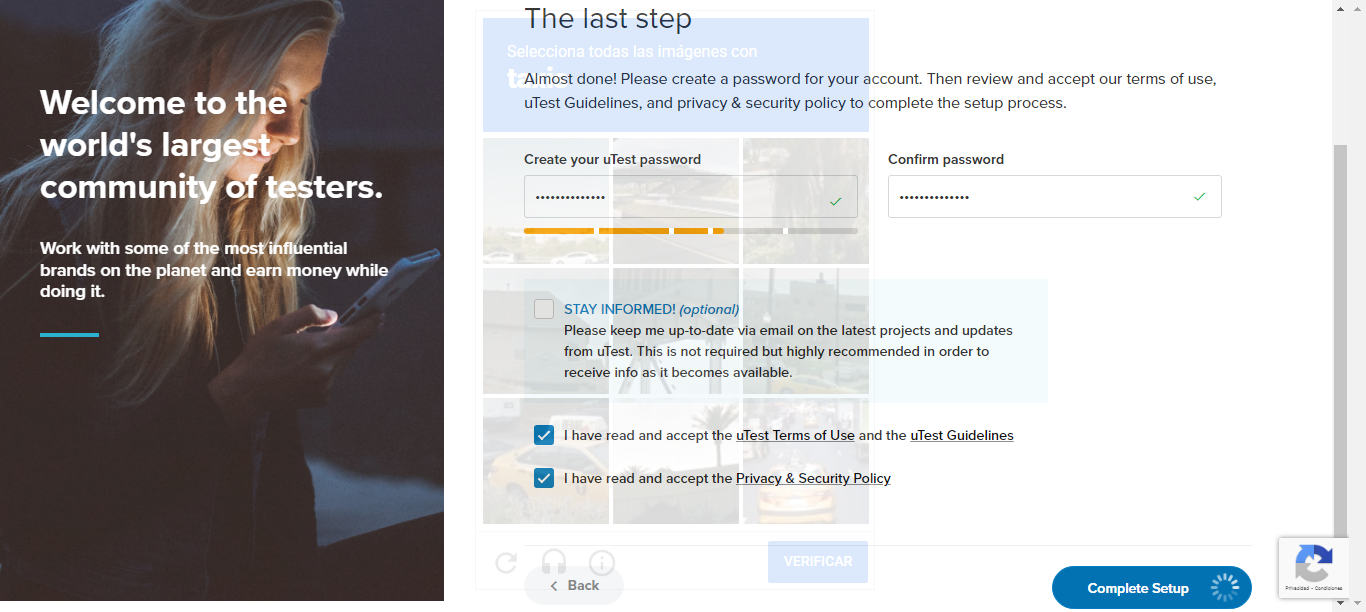 Welcome to the
world's largest
community of testers.
Work with some of the most influential
brands on the planet and earn money while
doing it.
The last step
Selecciona todas las imágenes con
taxis
Almost done! Please create a password for your account. Then review and accept our terms of use,
uTest Guidelines, and privacy & security policy to complete the setup process.
Create your uTest password
Confirm password
••••••••••••••
••••••••••••••
STAY INFORMED! (optional)
Please keep me up-to-date via email on the latest projects and updates
from uTest. This is not required but highly recommended in order to
receive info as it becomes available.
I have read and accept the uTest Terms of Use and the uTest Guidelines
I have read and accept the Privacy & Security Policy
VERIFICAR
Back
Complete Setup
Privacidad - Condiciones